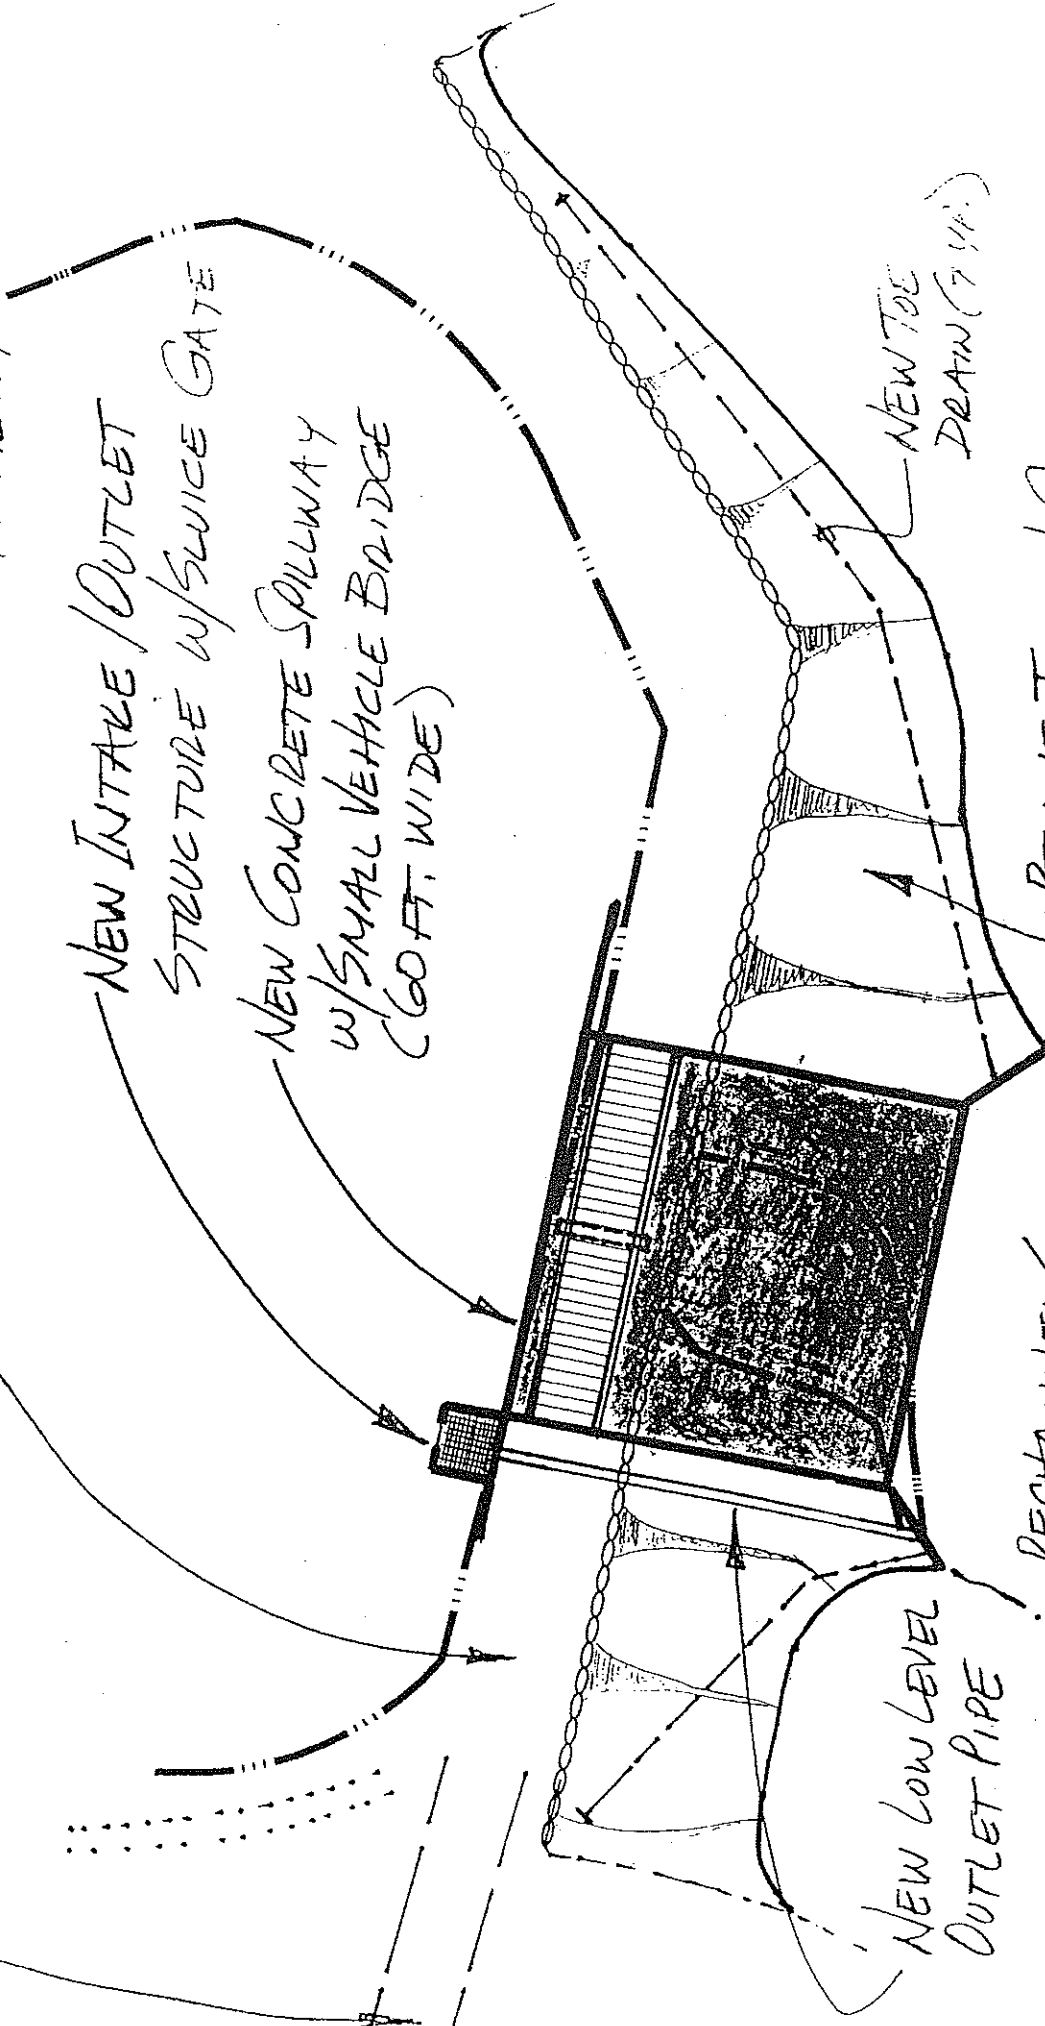 NEW INTAKE/OUTLET
STRUCTURE W/SLUICE GATE
NEW CONCRETE SPILLWAY
W/SMALL VEHICLE BRIDGE
(60 FT. WIDE)
NEW TOE
DRAIN (TYP.)
NEW LOW LEVEL
OUTLET PIPE